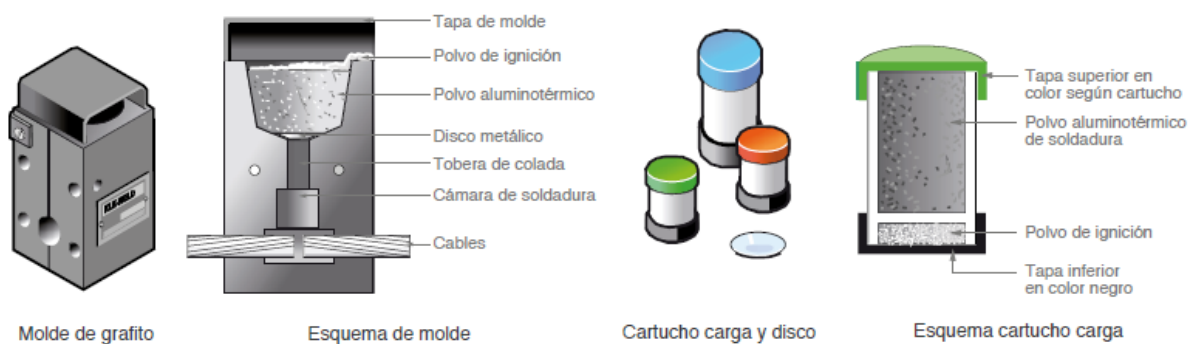 Tapa de molde
Polvo de ignición
Polvo aluminotérmico
Disco metálico
Tobera de colada
Cámara de soldadura
Cables
Tapa superior en
color según cartucho
Polvo aluminotérmico
de soldadura
Polvo de ignición
Tapa inferior
en color negro
Molde de grafito
Esquema de molde
Cartucho carga y disco
Esquema cartucho carga